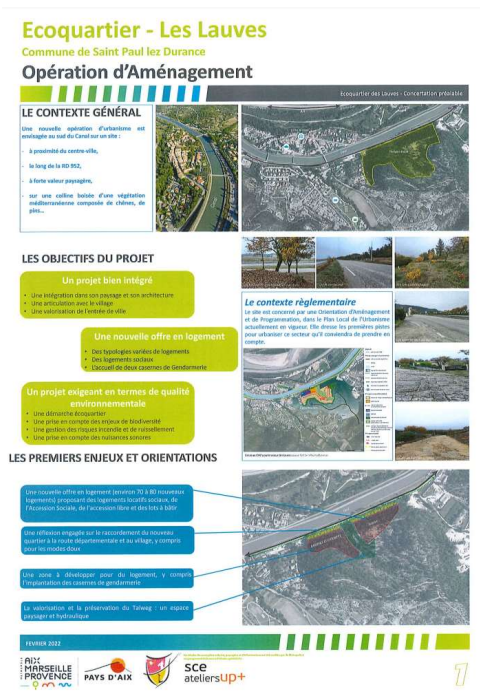 Ecoquartier - Les Lauves
Commune de Saint Paul lez Durance
Opération d'Aménagement
Ecoquartier des Lauves - Concertation préalable
LE CONTEXTE GÉNÉRAL
Une nouvelle opération d'urbanisme est
envisagée au sud du Canal sur un site :
- à proximité du centre-ville,
- le long de la RD 952,
- à forte valeur paysagère,
- sur une colline boisée d'une végétation
méditerranéenne composée de chênes, de
pins...
LES OBJECTIFS DU PROJET
Un projet bien intégré
• Une intégration dans son paysage et son architecture
• Une articulation avec le village
• Une valorisation de l'entrée de ville
Une nouvelle offre en logement
• Des typologies variées de logements
• Des logements sociaux
• L'accueil de deux casernes de Gendarmerie
Un projet exigeant en termes de qualité
environnementale
• Une démarche écoquartier
• Une prise en compte des enjeux de biodiversité
• Une gestion des risques incendie et de ruissellement
• Une prise en compte des nuisances sonores
Le contexte règlementaire
Le site est concerné par une Orientation d'Aménagement
et de Programmation, dans le Plan Local de l'Urbanisme
actuellement en vigueur. Elle dresse les premières pistes
pour urbaniser ce secteur qu'il conviendra de prendre en
compte.
LES PREMIERS ENJEUX ET ORIENTATIONS
Une nouvelle offre en logement (environ 70 à 80 nouveaux
logements) proposant des logements locatifs sociaux, de
l'Accession Sociale, de l'accession libre et des lots à bâtir
Une réflexion engagée sur le raccordement du nouveau
quartier à la route départementale et au village, y compris
pour les modes doux
Une zone à développer pour du logement, y compris
l'implantation des casernes de gendarmerie
La valorisation et la préservation du Talweg : un espace
paysager et hydraulique
FEVRIER 2022
AIX
MARSEILLE
PROVENCE
PAYS D'AIX
sce
ateliersup+
1